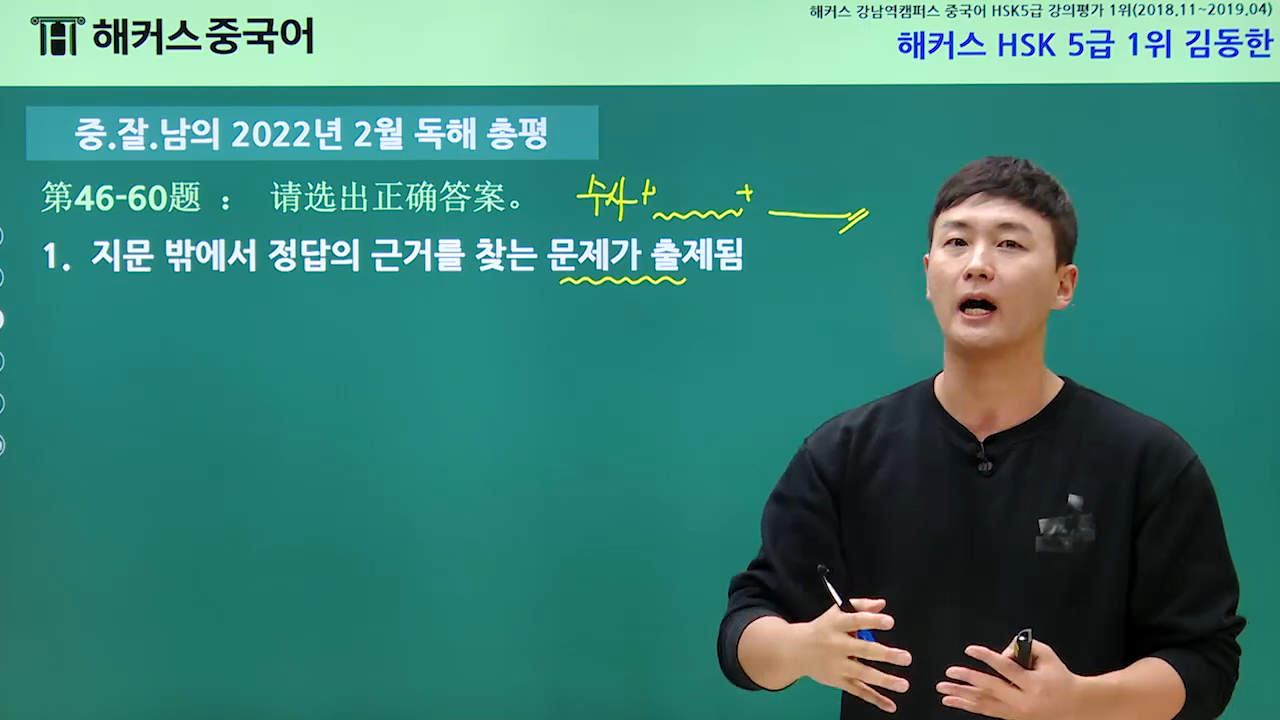 해커스중국어
해커스 강남역캠퍼스 중국어 HSK5급 강의평가 1위(2018.11~2019.04)
해커스 HSK 5급 1위 김동한
중.잘.남의 2022년 2월 독해 총평
第46-60题 : 请选出正确答案。 수사 + +
1. 지문 밖에서 정답의 근거를 찾는 문제가 출제됨